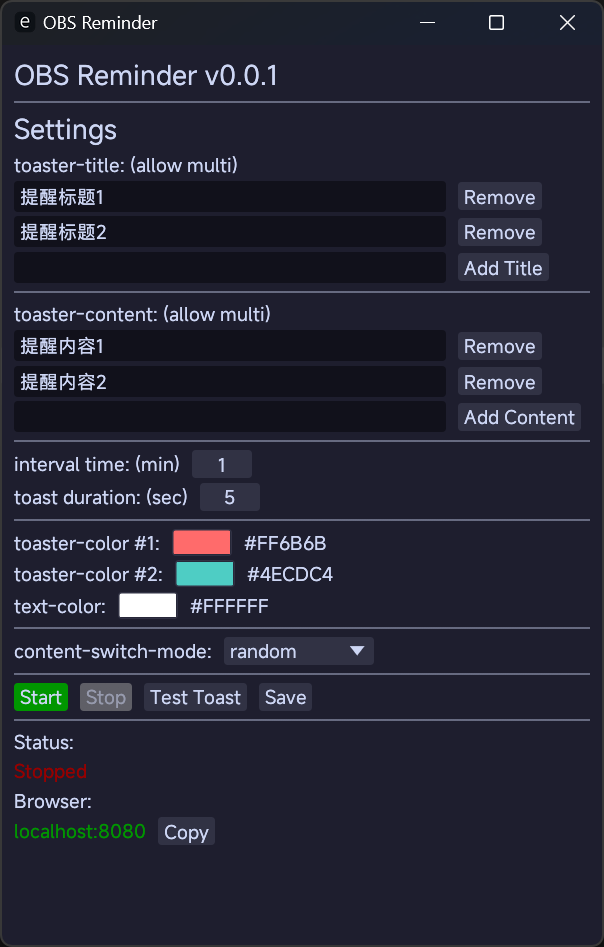 e OBS Reminder
OBS Reminder v0.0.1
Settings
toaster-title: (allow multi)
提醒标题1 Remove
提醒标题2 Remove
Add Title
toaster-content: (allow multi)
提醒内容1 Remove
提醒内容2 Remove
Add Content
interval time: (min) 1
toast duration: (sec) 5
toaster-color #1: #FF6B6B
toaster-color #2: #4ECDC4
text-color: #FFFFFF
content-switch-mode: random
Start Stop Test Toast Save
Status:
Stopped
Browser:
localhost:8080 Copy